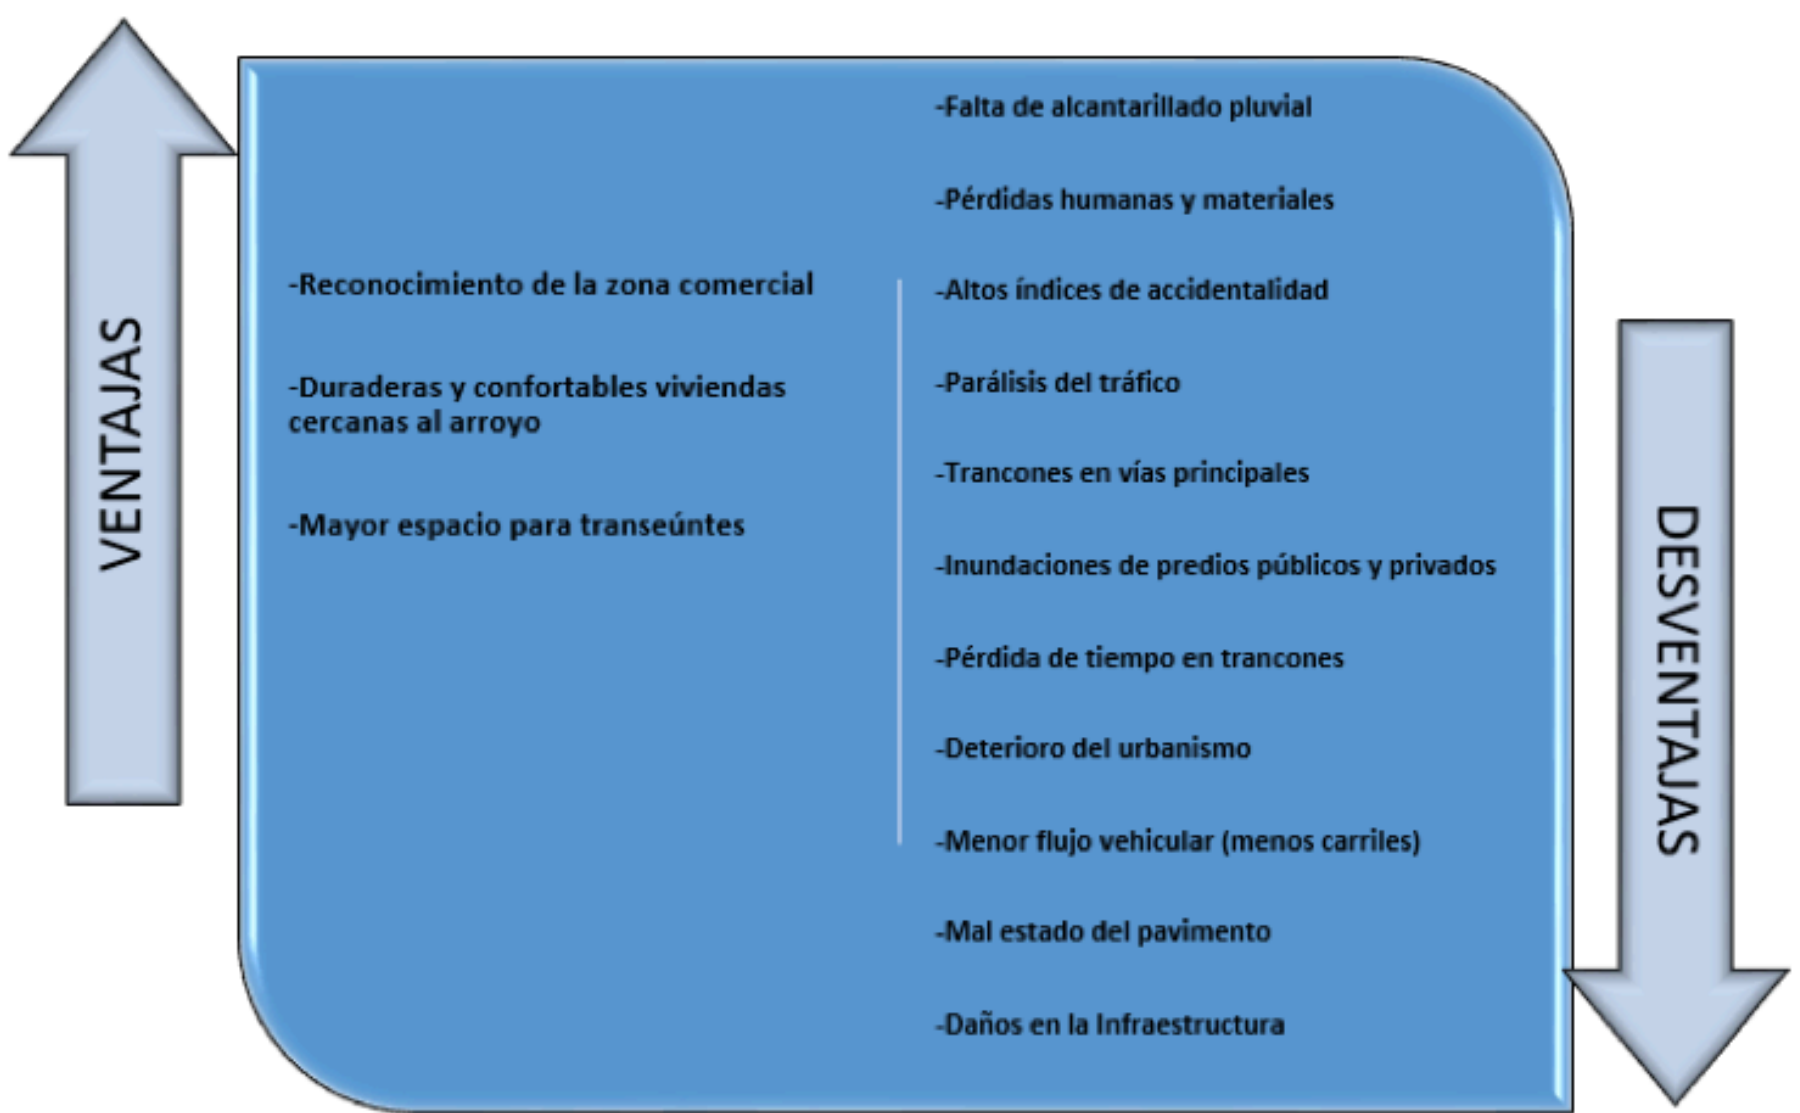 VENTAJAS
-Reconocimiento de la zona comercial
-Duraderas y confortables viviendas
cercanas al arroyo
-Mayor espacio para transeúntes
-Falta de alcantarillado pluvial
-Pérdidas humanas y materiales
-Altos índices de accidentalidad
-Parálisis del tráfico
-Trancones en vías principales
-Inundaciones de predios públicos y privados
-Pérdida de tiempo en trancones
-Deterioro del urbanismo
-Menor flujo vehicular (menos carriles)
-Mal estado del pavimento
-Daños en la Infraestructura
DESVENTAJAS